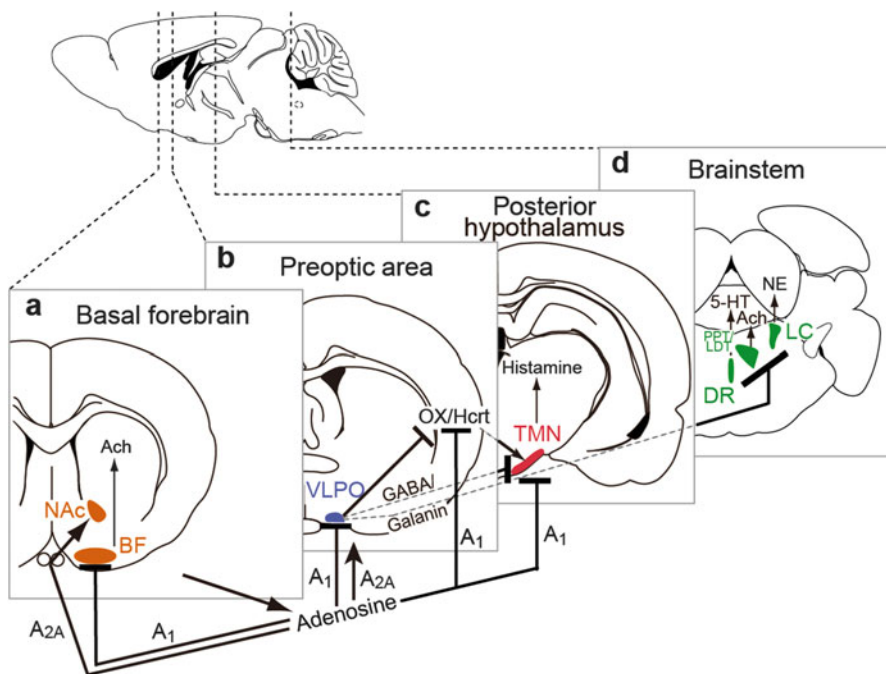 d
Brainstem
c
Posterior
hypothalamus
b
Preoptic area
a
Basal forebrain
NE
5-HT
Ach
PPT/
LDT
LC
DR
Histamine
OX/Hcrt
TMN
Ach
VLPO
GABA/
Galanin
NAc
BF
A1
A1
A1
A2A
Adenosine
A2A
A1